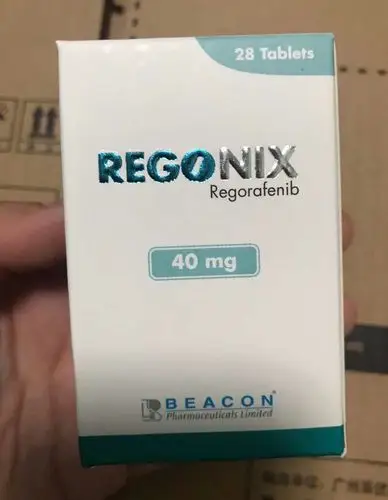 28 Tablets
REGONIX
Regorafenib
40 mg
BEACON
Pharmaceuticals Limited